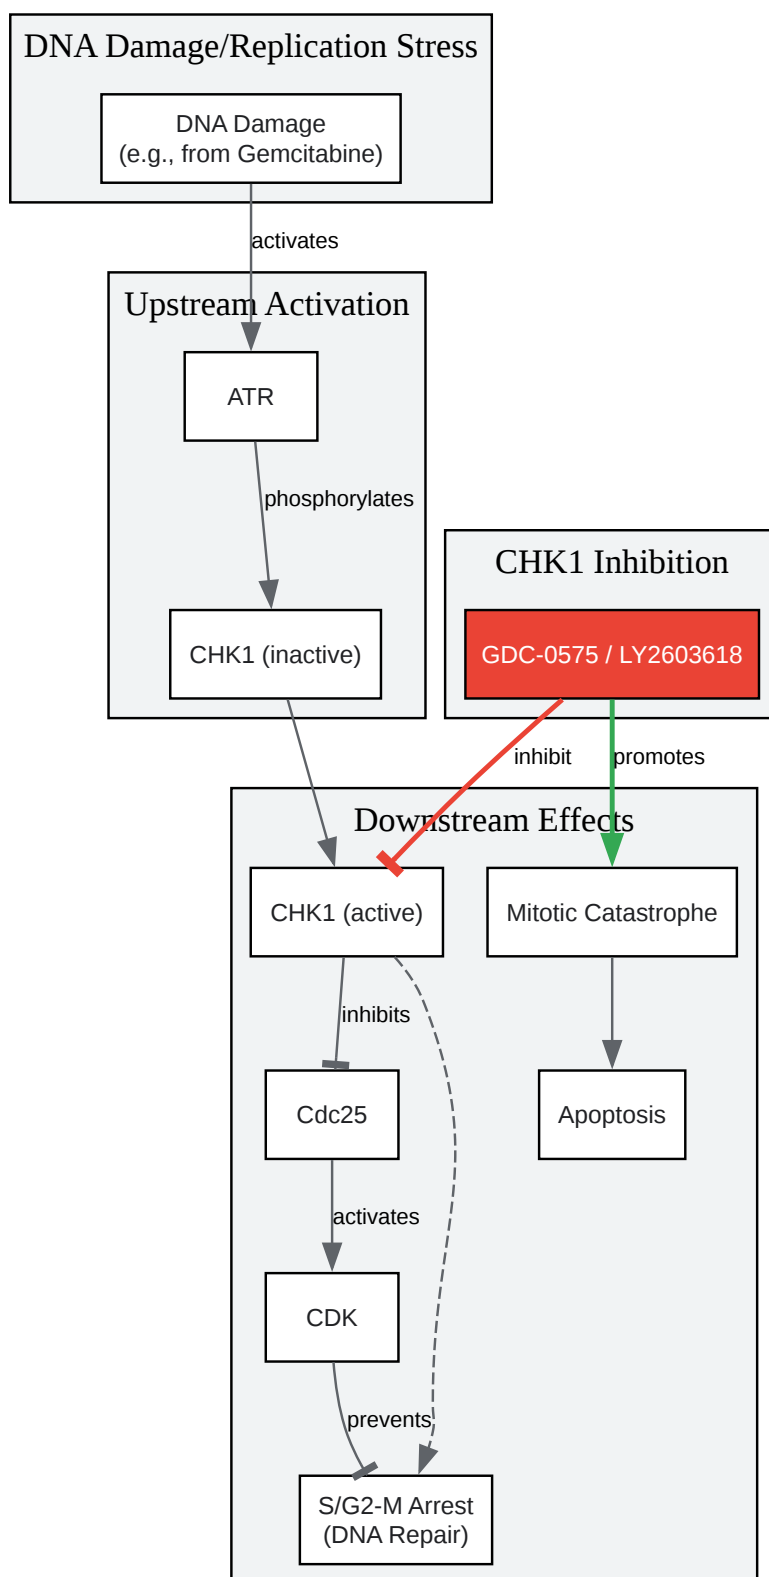 DNA Damage/Replication Stress
DNA Damage
(e.g., from Gemcitabine)
activates
Upstream Activation
ATR
phosphorylates
CHK1 (inactive)
CHK1 Inhibition
GDC-0575 / LY2603618
inhibit
promotes
Downstream Effects
CHK1 (active)
Mitotic Catastrophe
inhibits
Cdc25
Apoptosis
activates
CDK
prevents
S/G2-M Arrest
(DNA Repair)